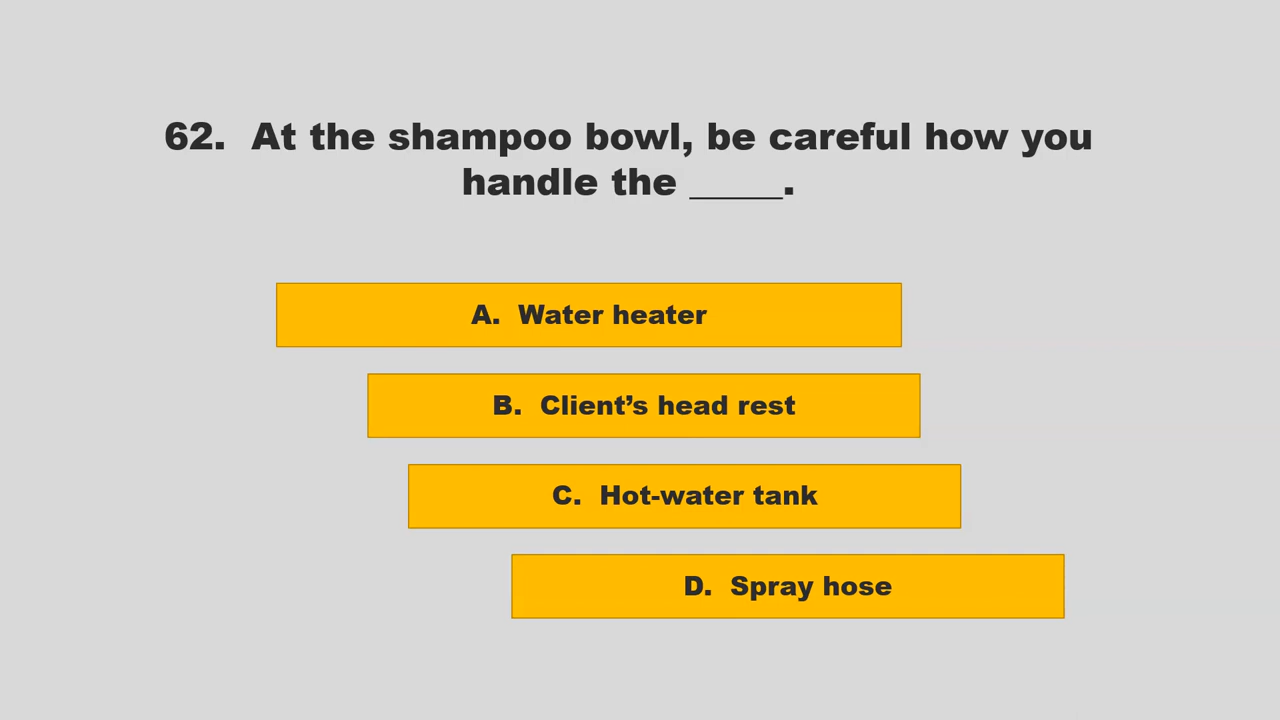 62.  At the shampoo bowl, be careful how you
handle the _____.
A.  Water heater
B.  Client’s head rest
C.  Hot-water tank
D.  Spray hose